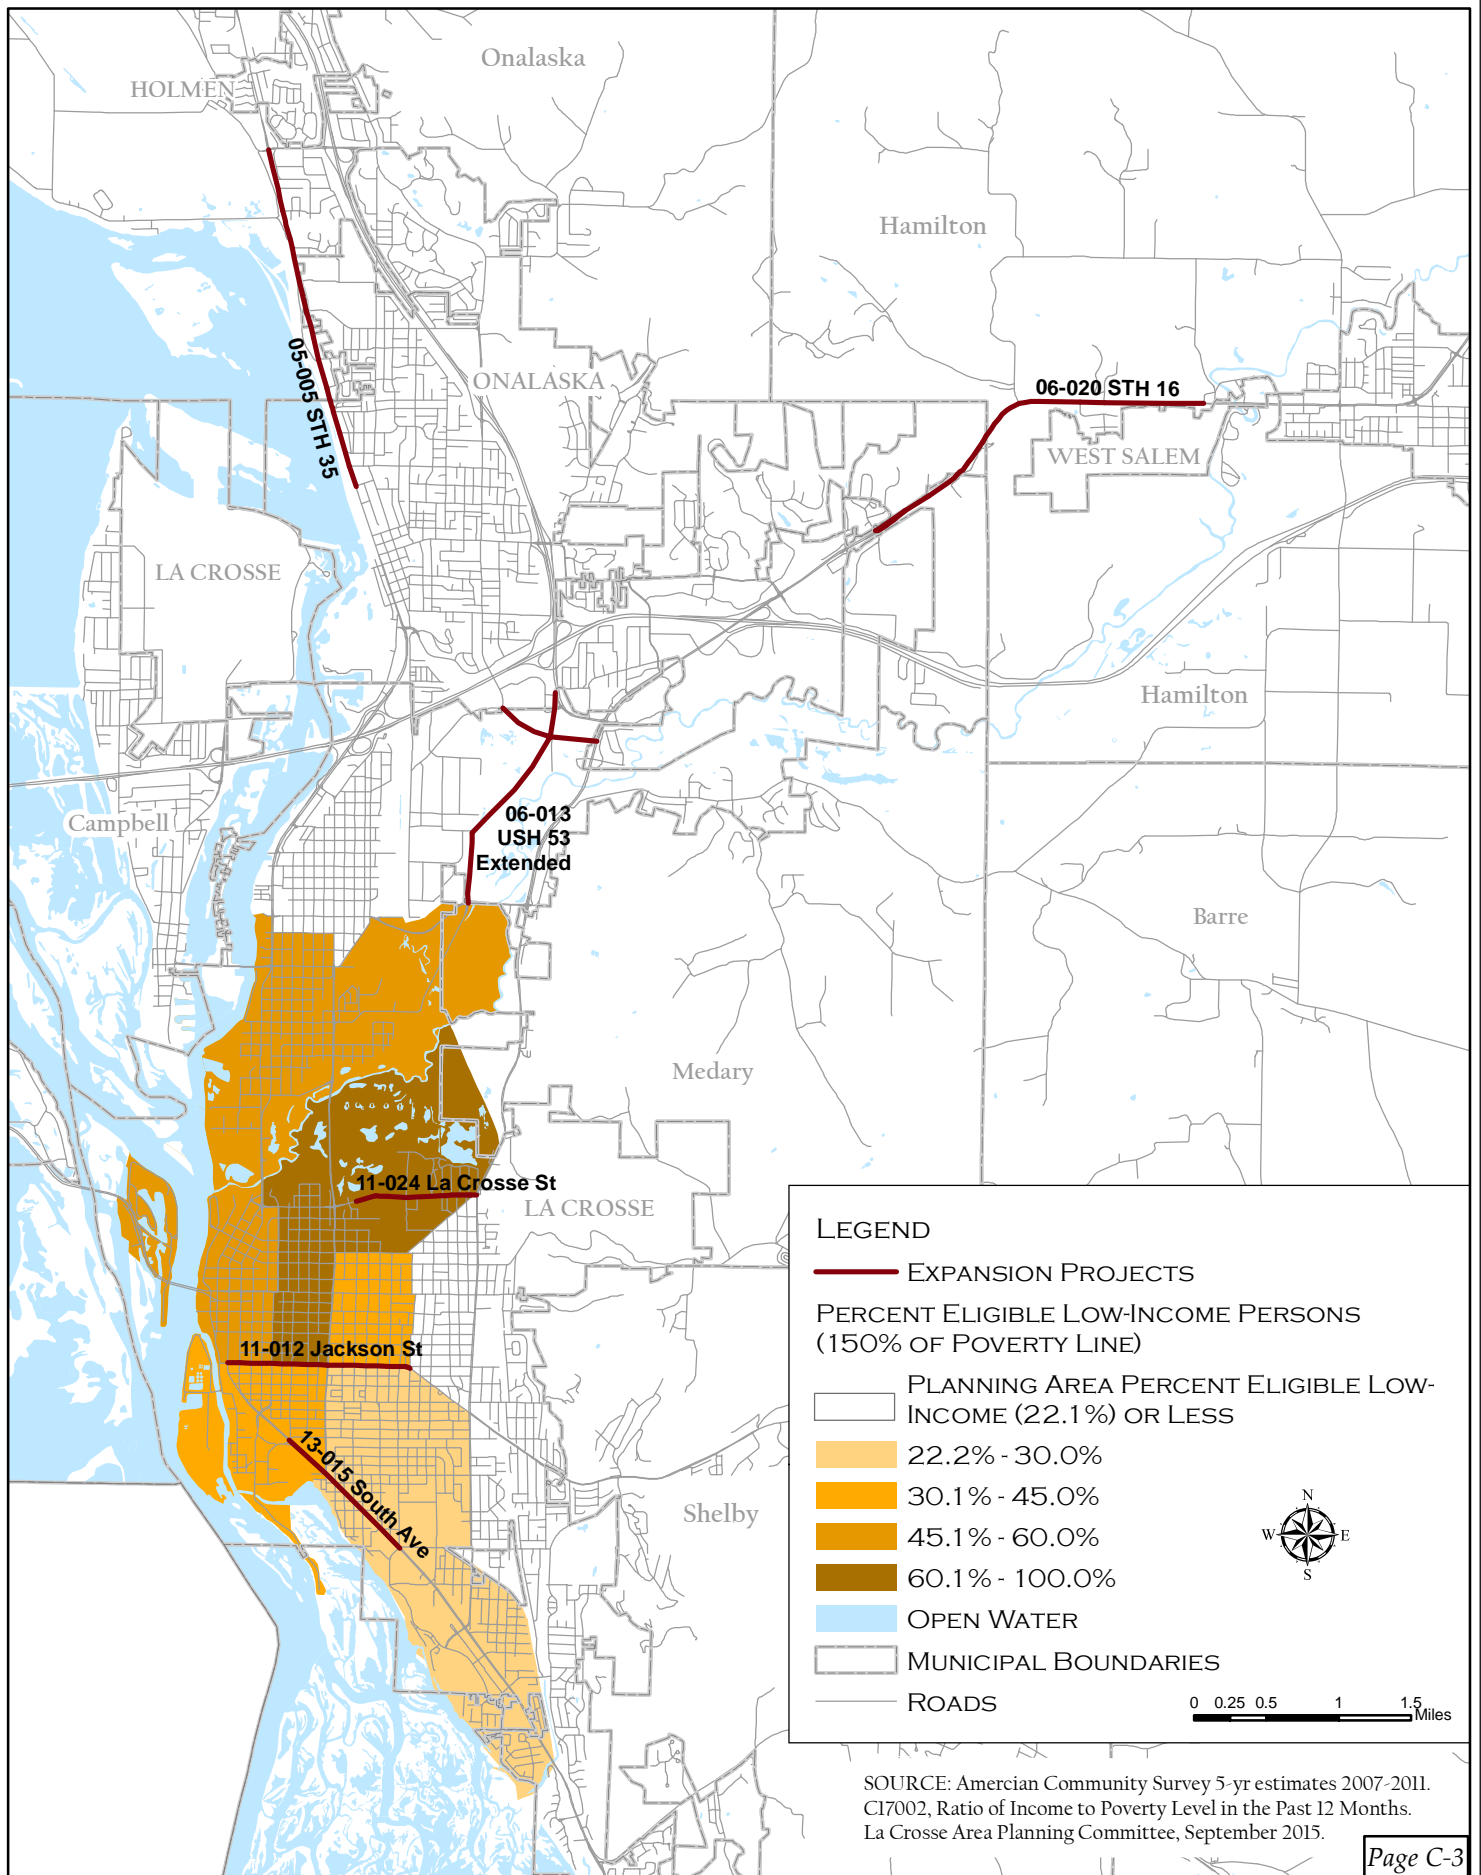 Onalaska
HOLMEN
Hamilton
05-005 STH 35
ONALASKA
06-020 STH 16
WEST SALEM
LA CROSSE
Hamilton
06-013
USH 53
Extended
Campbell
Barre
Medary
11-024 La Crosse St
LA CROSSE
11-012 Jackson St
13-015 South Ave
Shelby
LEGEND
EXPANSION PROJECTS
PERCENT ELIGIBLE LOW-INCOME PERSONS
(150% OF POVERTY LINE)
PLANNING AREA PERCENT ELIGIBLE LOW-
INCOME (22.1%) OR LESS
22.2% - 30.0%
30.1% - 45.0%
45.1% - 60.0%
60.1% - 100.0%
OPEN WATER
MUNICIPAL BOUNDARIES
ROADS
N
W E
S
0 0.25 0.5 1 1.5
Miles
SOURCE: Amercian Community Survey 5-yr estimates 2007-2011.
C17002, Ratio of Income to Poverty Level in the Past 12 Months.
La Crosse Area Planning Committee, September 2015.
Page C-3